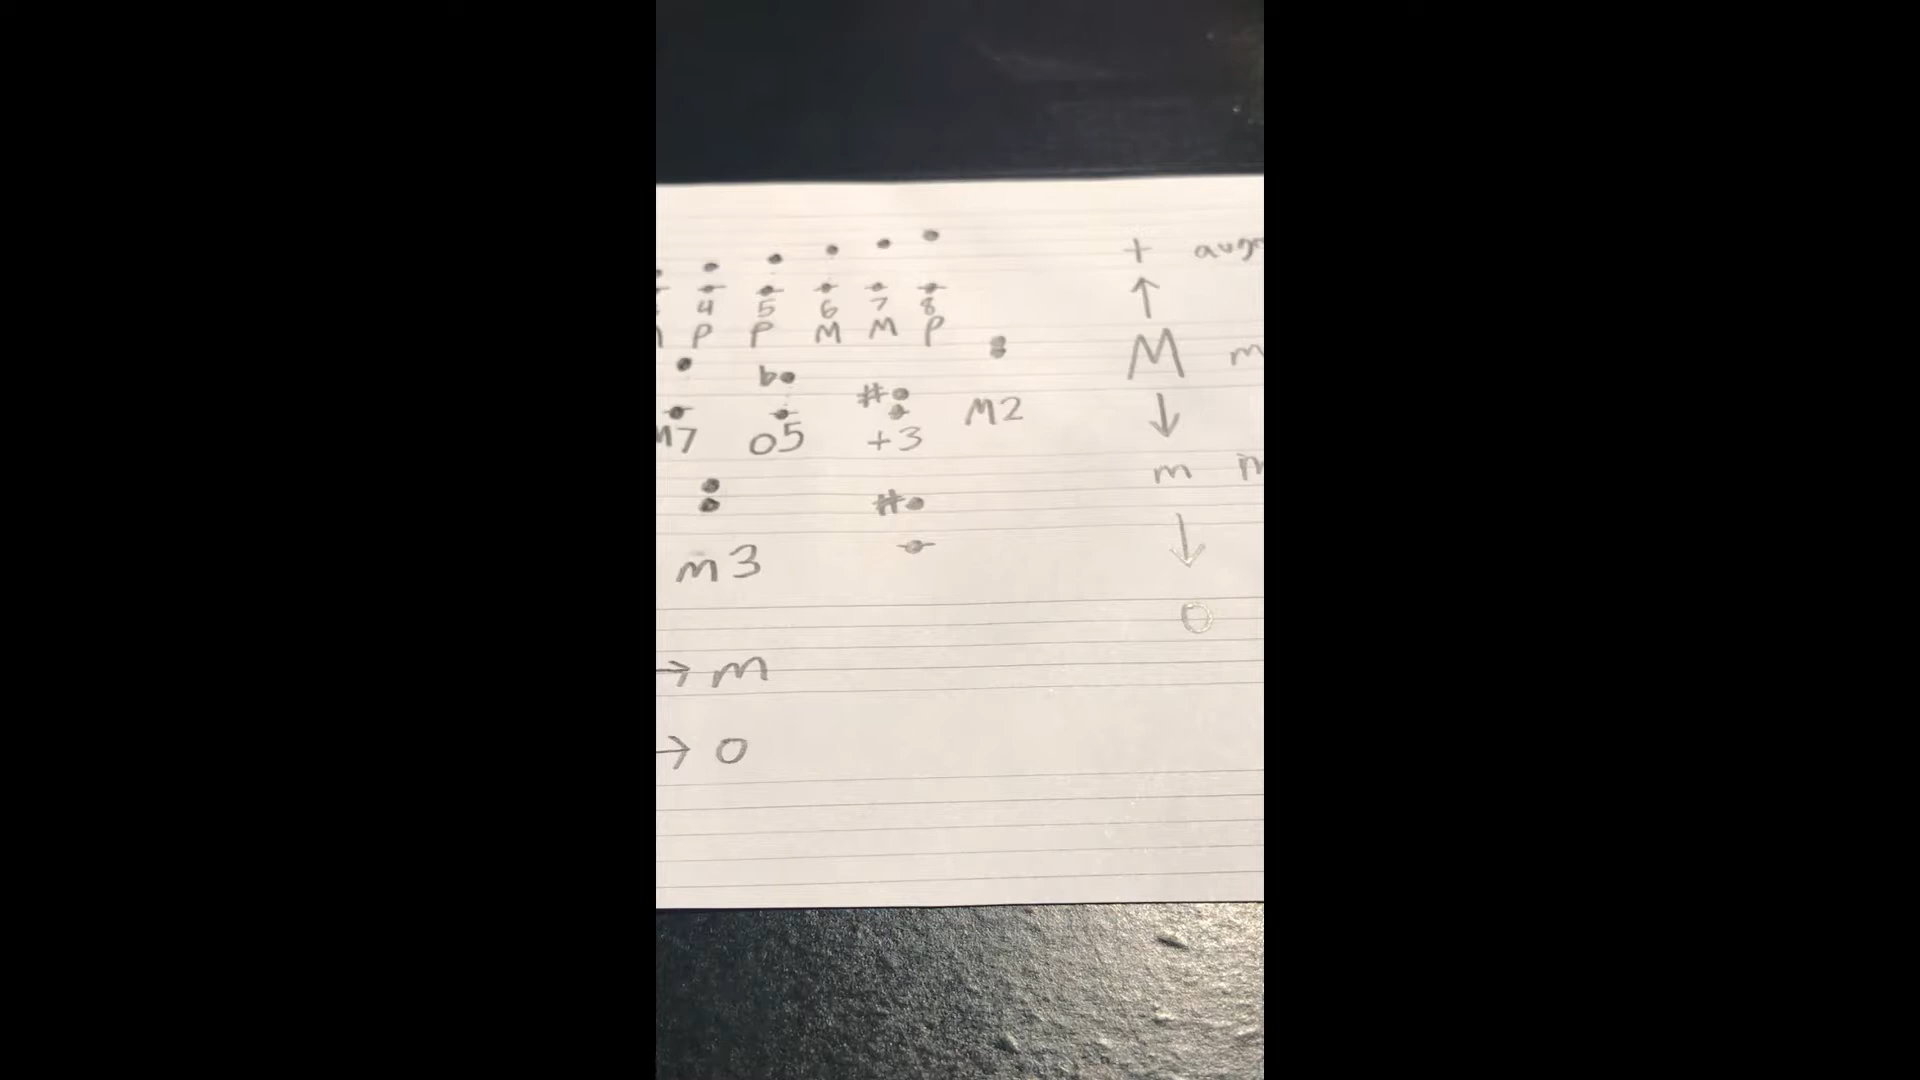 + aug
4 5 6 7 8
P P M M P
M m
b
#
M7 o5 +3 M2
m
#
m3
o
→ m
→ o